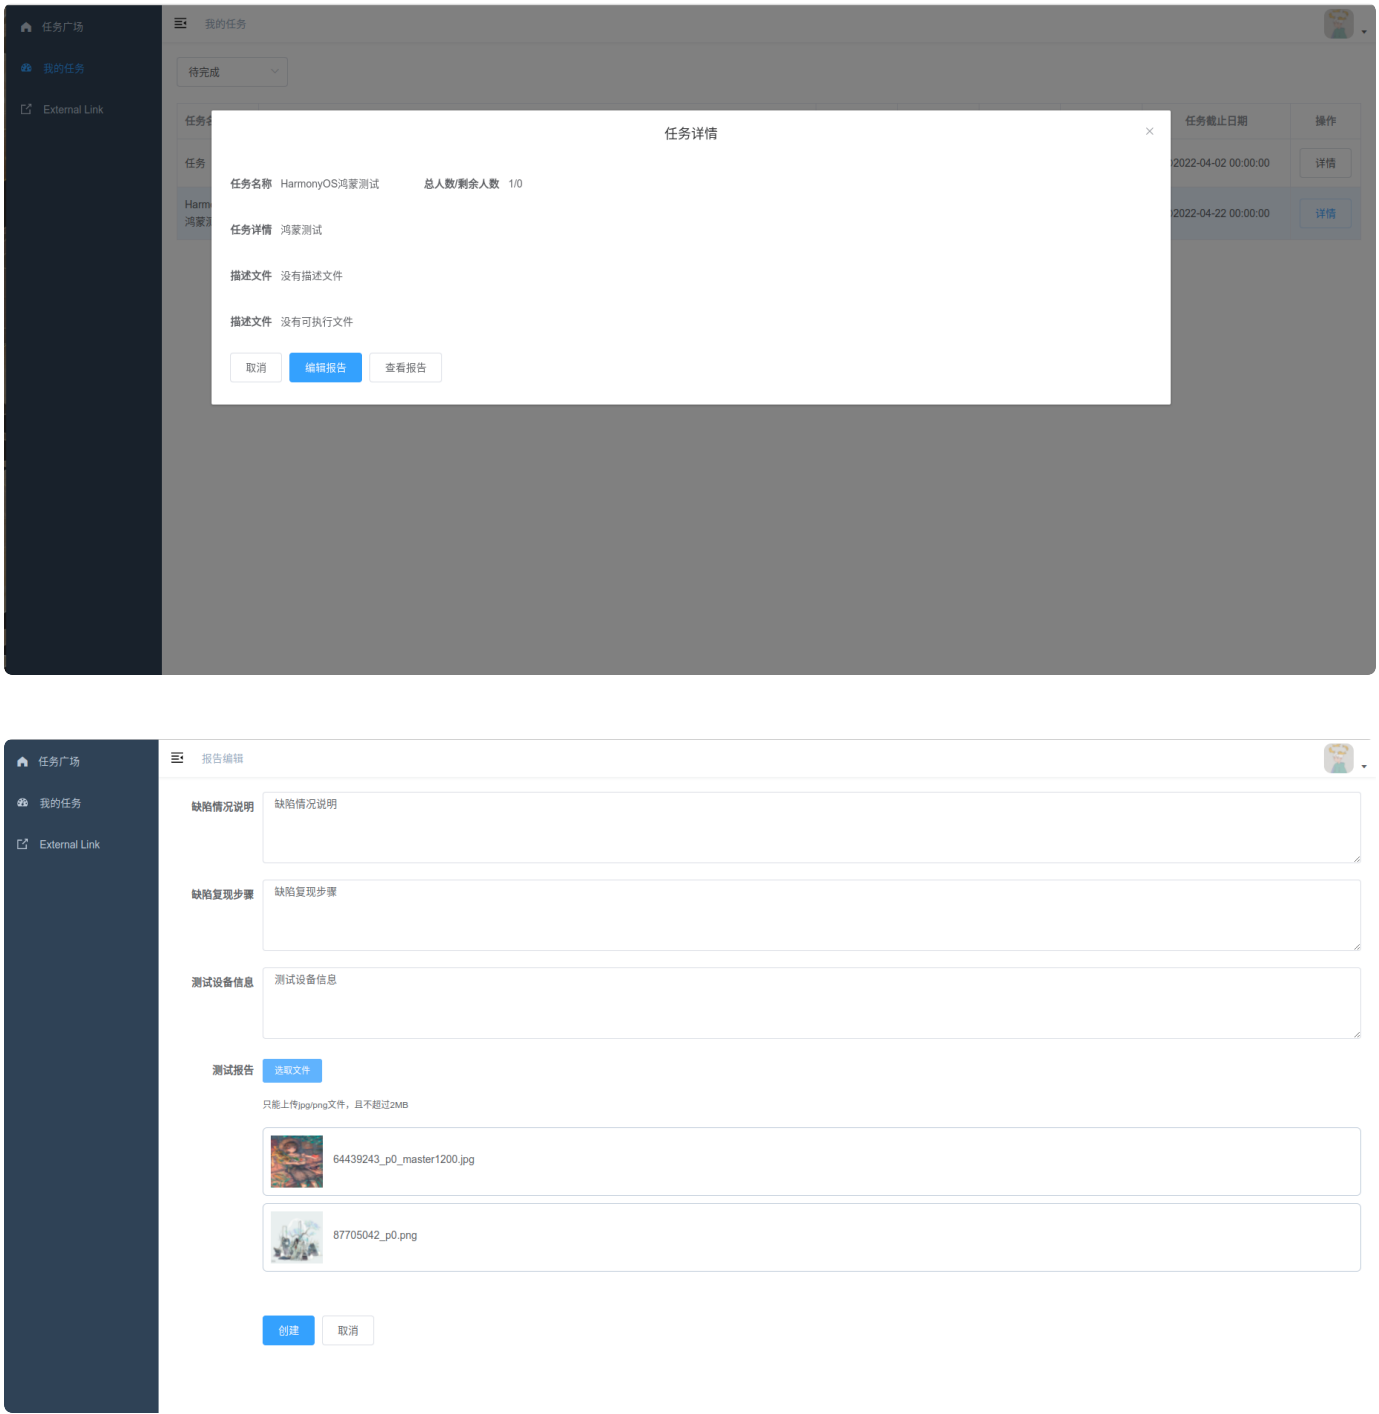 任务广场
我的任务
External Link
我的任务
待完成
任务名
任务截止日期
操作
任务
2022-04-02 00:00:00
详情
Harm
鸿蒙测
2022-04-22 00:00:00
详情
任务详情
任务名称 HarmonyOS鸿蒙测试 总人数/剩余人数 1/0
任务详情 鸿蒙测试
描述文件 没有描述文件
描述文件 没有可执行文件
取消 编辑报告 查看报告
任务广场
我的任务
External Link
报告编辑
缺陷情况说明 缺陷情况说明
缺陷复现步骤 缺陷复现步骤
测试设备信息 测试设备信息
测试报告 选取文件
只能上传jpg/png文件，且不超过2MB
64439243_p0_master1200.jpg
87705042_p0.png
创建 取消